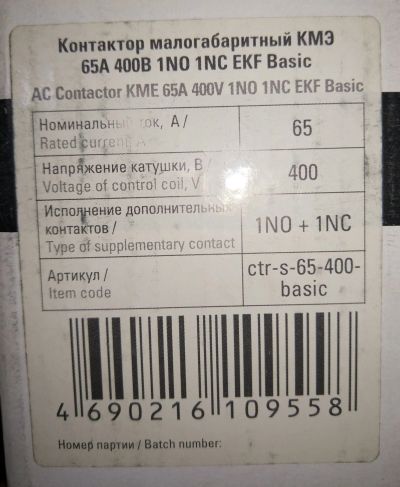 Контактор малогабаритный КМЭ
65А 400В 1NO 1NC EKF Basic
AC Contactor KME 65A 400V 1NO 1NC EKF Basic
Номинальный ток, А /
Rated current, A
65
Напряжение катушки, В /
Voltage of control coil, V
400
Исполнение дополнительных
контактов /
Type of supplementary contact
1NO + 1NC
Артикул /
Item code
ctr-s-65-400-
basic
4 690216 109558
Номер партии / Batch number: